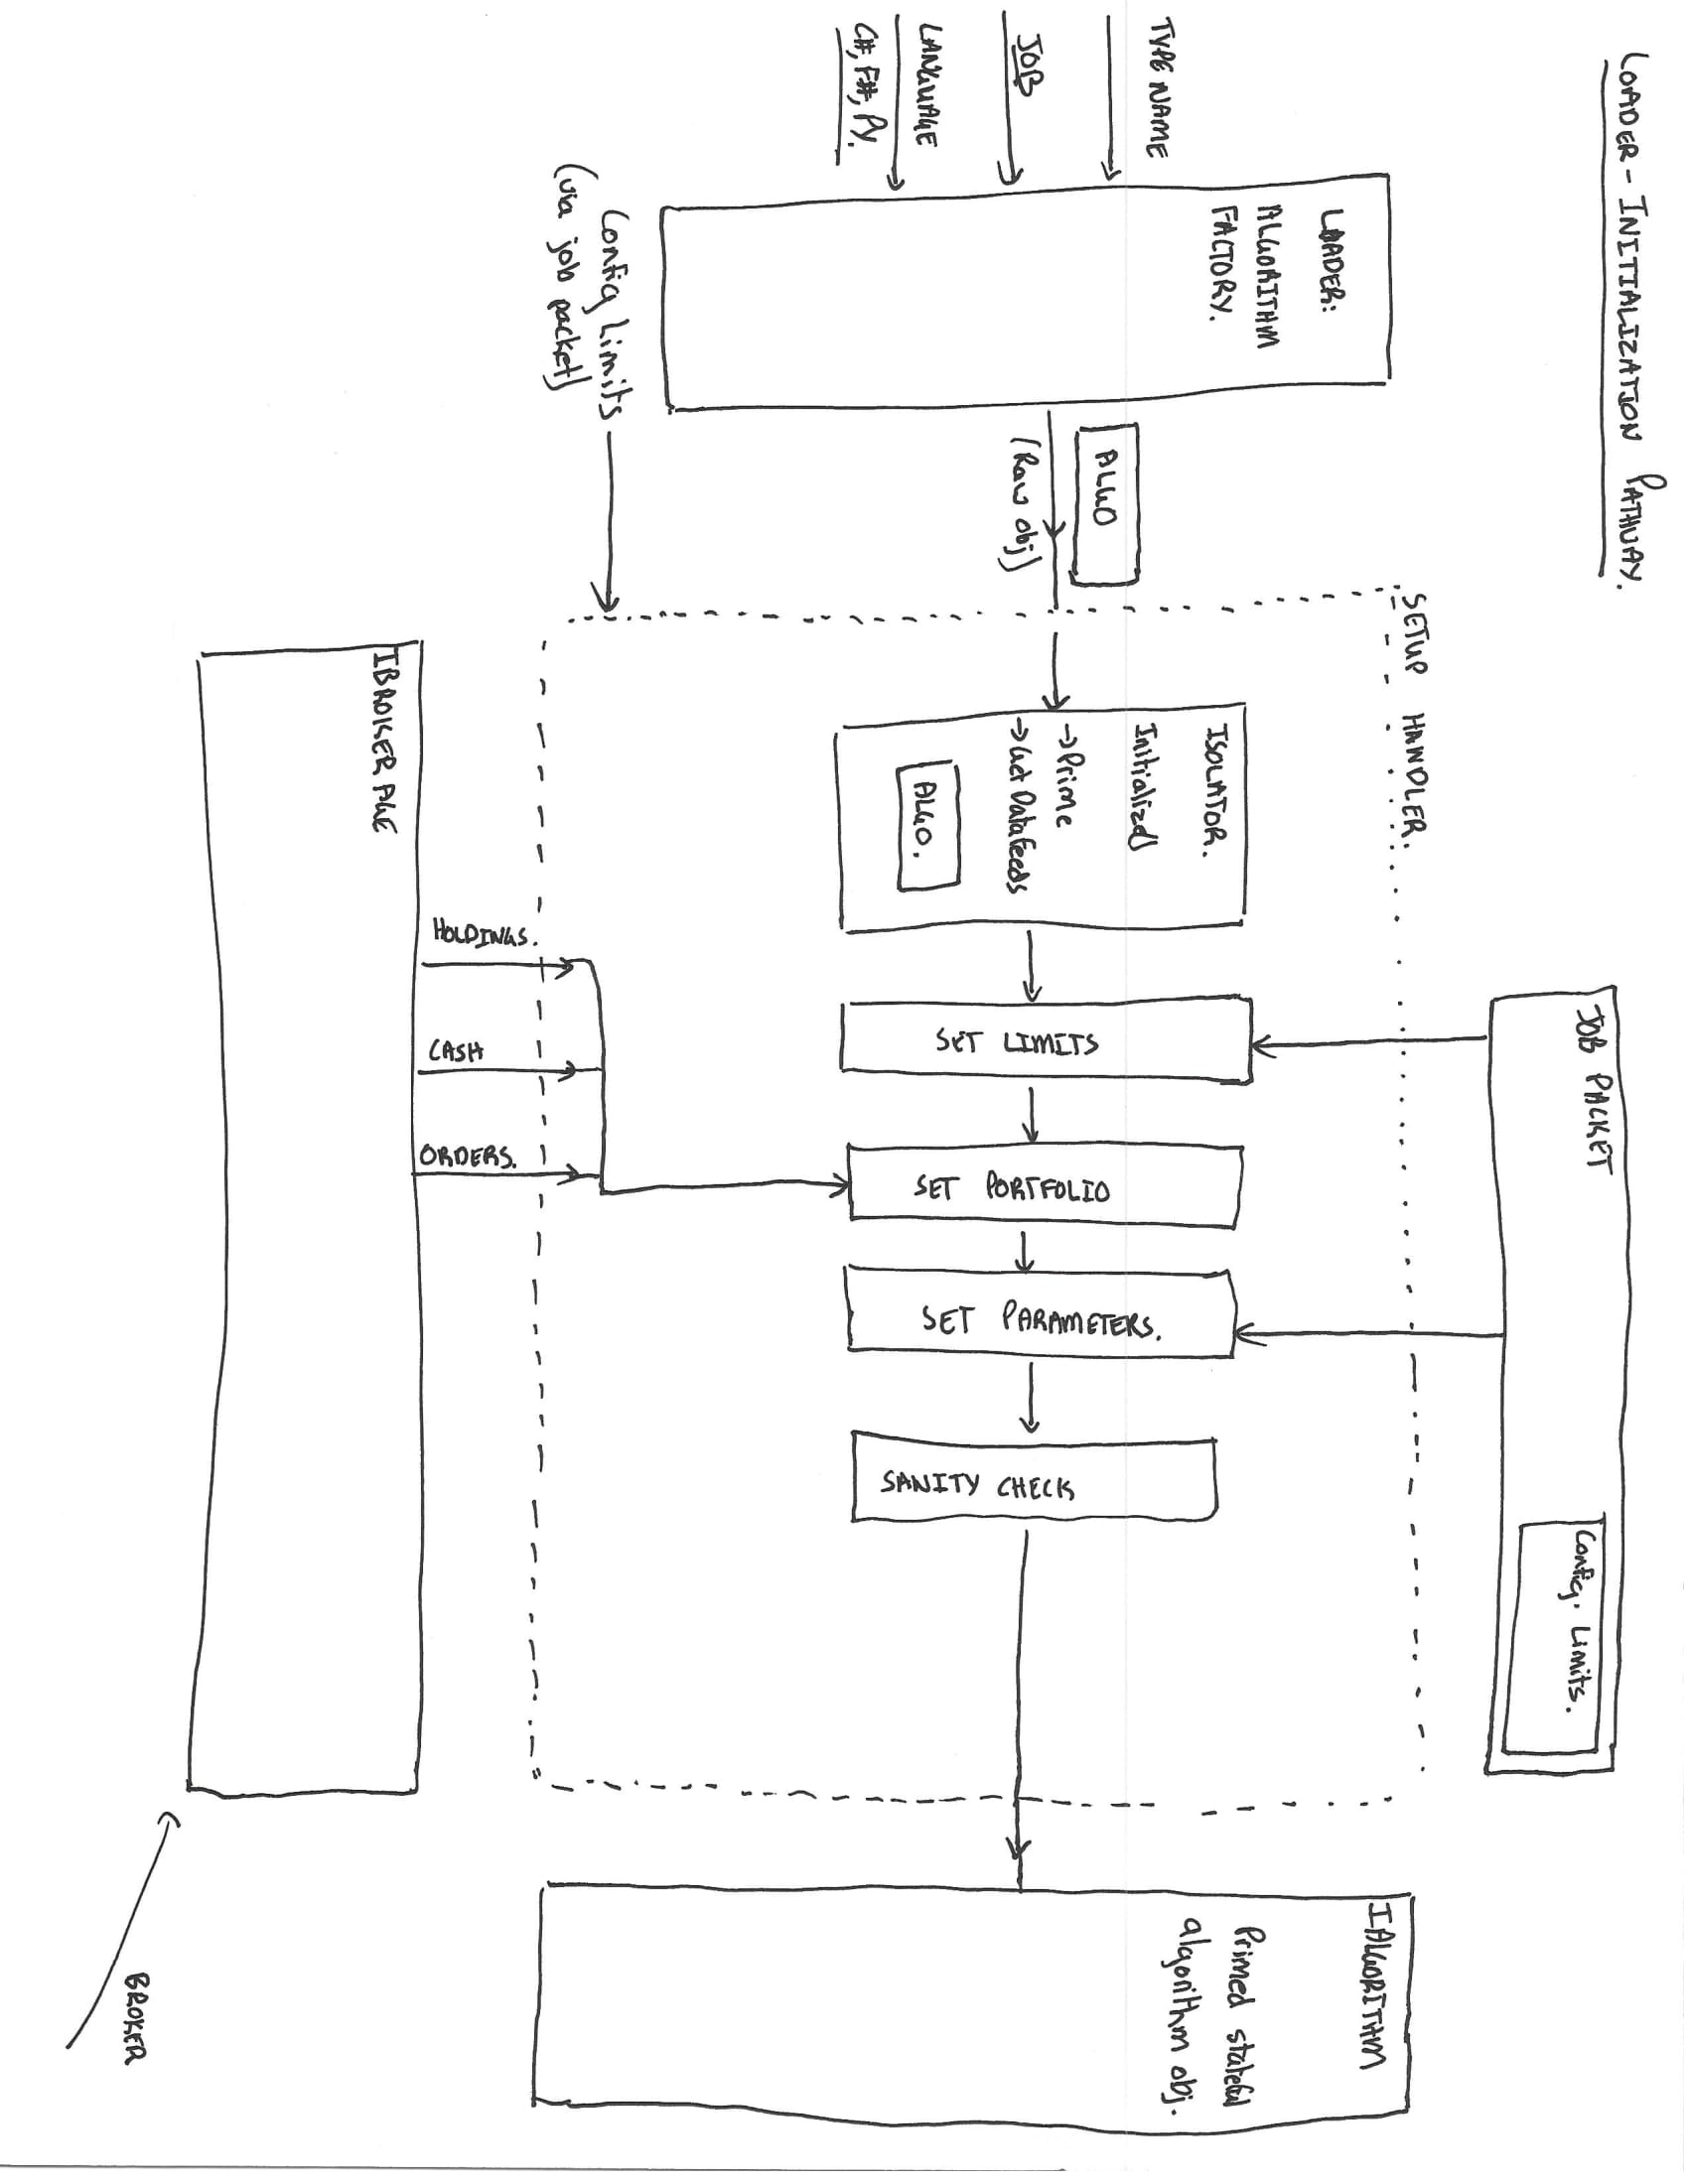 LOADER - INITIALIZATION PATHWAY.
JOB PACKET
Config. Limits.
SETUP HANDLER.
IALGORITHM
Primed stateful
algorithm obj.
LOADER:
ALGORITHM
FACTORY.
TYPE NAME
JOB
LANGUAGE
C#, F#, Py.
ALGO
(Raw obj)
ISOLATOR.
Initialized
→Prime
→Get Datafeeds
ALGO.
SET LIMITS
SET PORTFOLIO
SET PARAMETERS.
SANITY CHECK
Config Limits
(via job packet)
HOLDINGS.
CASH
ORDERS.
IBROKERAGE
BROKER